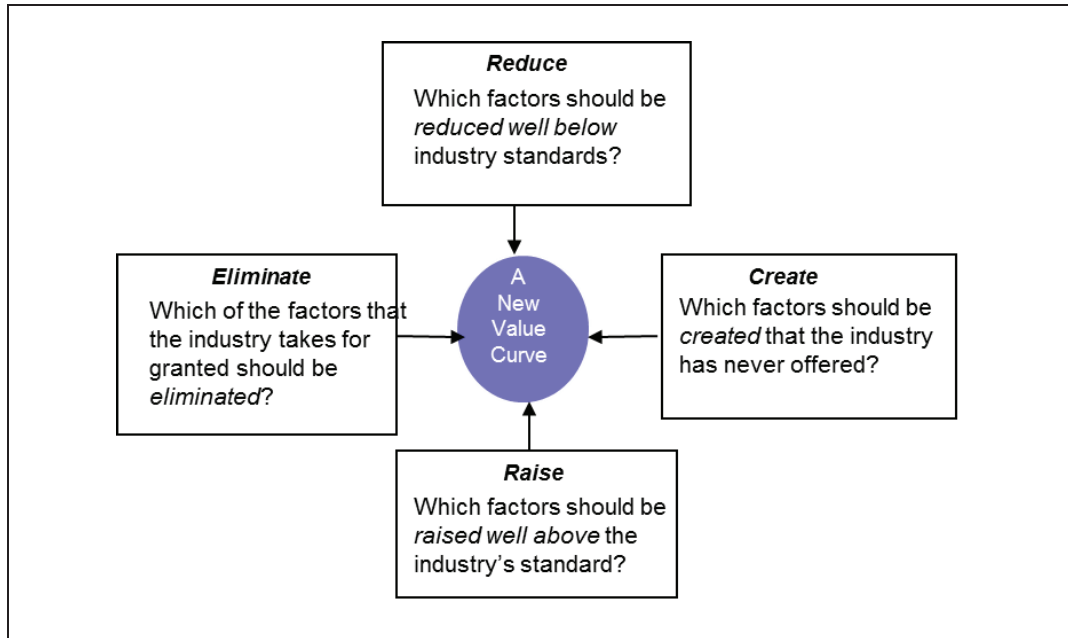 Reduce
Which factors should be
reduced well below
industry standards?
Eliminate
Which of the factors that
the industry takes for
granted should be
eliminated?
A
New
Value
Curve
Create
Which factors should be
created that the industry
has never offered?
Raise
Which factors should be
raised well above the
industry’s standard?